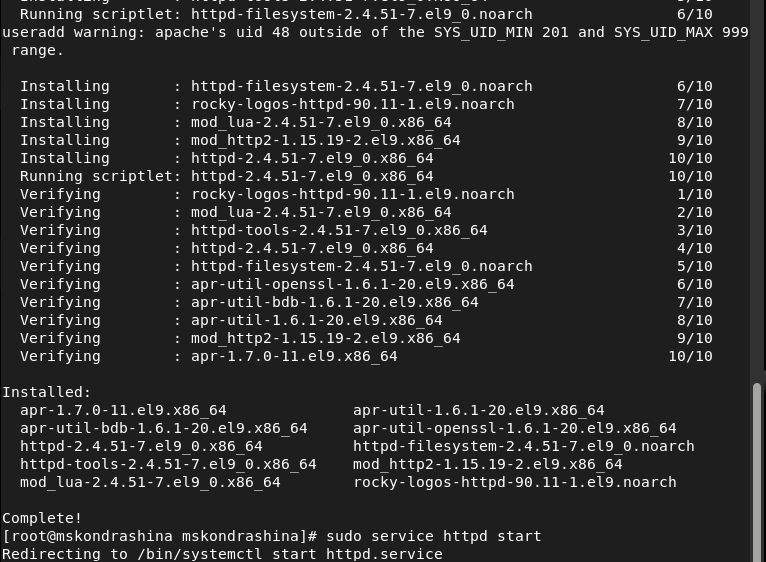 Running scriptlet: httpd-filesystem-2.4.51-7.el9_0.noarch 6/10
useradd warning: apache's uid 48 outside of the SYS_UID_MIN 201 and SYS_UID_MAX 999
range.
Installing : httpd-filesystem-2.4.51-7.el9_0.noarch 6/10
Installing : rocky-logos-httpd-90.11-1.el9.noarch 7/10
Installing : mod_lua-2.4.51-7.el9_0.x86_64 8/10
Installing : mod_http2-1.15.19-2.el9.x86_64 9/10
Installing : httpd-2.4.51-7.el9_0.x86_64 10/10
Running scriptlet: httpd-2.4.51-7.el9_0.x86_64 10/10
Verifying : rocky-logos-httpd-90.11-1.el9.noarch 1/10
Verifying : mod_lua-2.4.51-7.el9_0.x86_64 2/10
Verifying : httpd-tools-2.4.51-7.el9_0.x86_64 3/10
Verifying : httpd-2.4.51-7.el9_0.x86_64 4/10
Verifying : httpd-filesystem-2.4.51-7.el9_0.noarch 5/10
Verifying : apr-util-openssl-1.6.1-20.el9.x86_64 6/10
Verifying : apr-util-bdb-1.6.1-20.el9.x86_64 7/10
Verifying : apr-util-1.6.1-20.el9.x86_64 8/10
Verifying : mod_http2-1.15.19-2.el9.x86_64 9/10
Verifying : apr-1.7.0-11.el9.x86_64 10/10
Installed:
apr-1.7.0-11.el9.x86_64 apr-util-1.6.1-20.el9.x86_64
apr-util-bdb-1.6.1-20.el9.x86_64 apr-util-openssl-1.6.1-20.el9.x86_64
httpd-2.4.51-7.el9_0.x86_64 httpd-filesystem-2.4.51-7.el9_0.noarch
httpd-tools-2.4.51-7.el9_0.x86_64 mod_http2-1.15.19-2.el9.x86_64
mod_lua-2.4.51-7.el9_0.x86_64 rocky-logos-httpd-90.11-1.el9.noarch
Complete!
[root@mskondrashina mskondrashina]# sudo service httpd start
Redirecting to /bin/systemctl start httpd.service